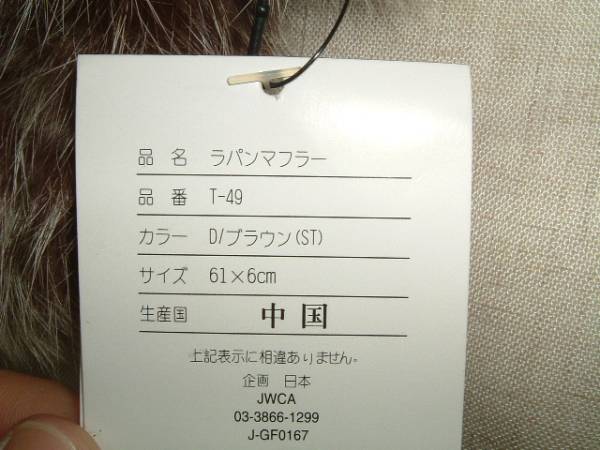 品 名 ラパンマフラー
品 番 T-49
カラー D/ブラウン(ST)
サイズ 61×6cm
生産国 中 国
上記表示に相違ありません。
企画 日本
JWCA
03-3866-1299
J-GF0167